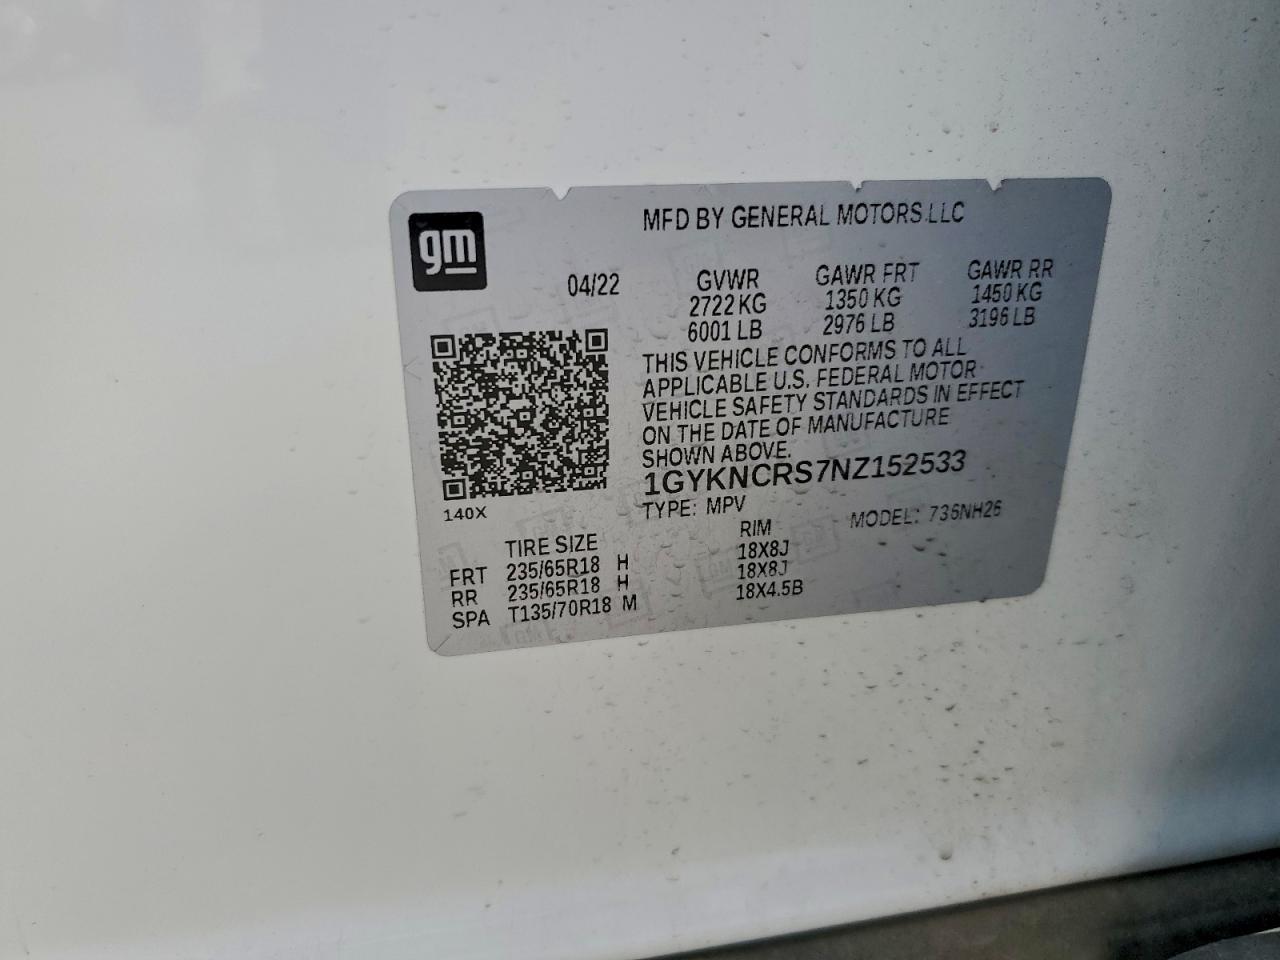 gm
MFD BY GENERAL MOTORS LLC
04/22 GVWR GAWR FRT GAWR RR
2722 KG 1350 KG 1450 KG
6001 LB 2976 LB 3196 LB
THIS VEHICLE CONFORMS TO ALL
APPLICABLE U.S. FEDERAL MOTOR
VEHICLE SAFETY STANDARDS IN EFFECT
ON THE DATE OF MANUFACTURE
SHOWN ABOVE.
1GYKNCRS7NZ152533
TYPE: MPV MODEL: 736NH26
140X
TIRE SIZE RIM
FRT 235/65R18 H 18X8J
RR 235/65R18 H 18X8J
SPA T135/70R18 M 18X4.5B